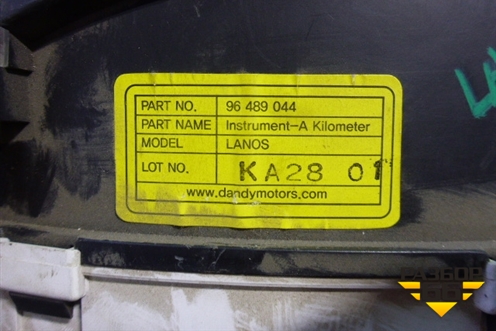 PART NO. 96 489 044
PART NAME Instrument-A Kilometer
MODEL LANOS
LOT NO. KA28 01
www.dandymotors.com
РАЗБОР